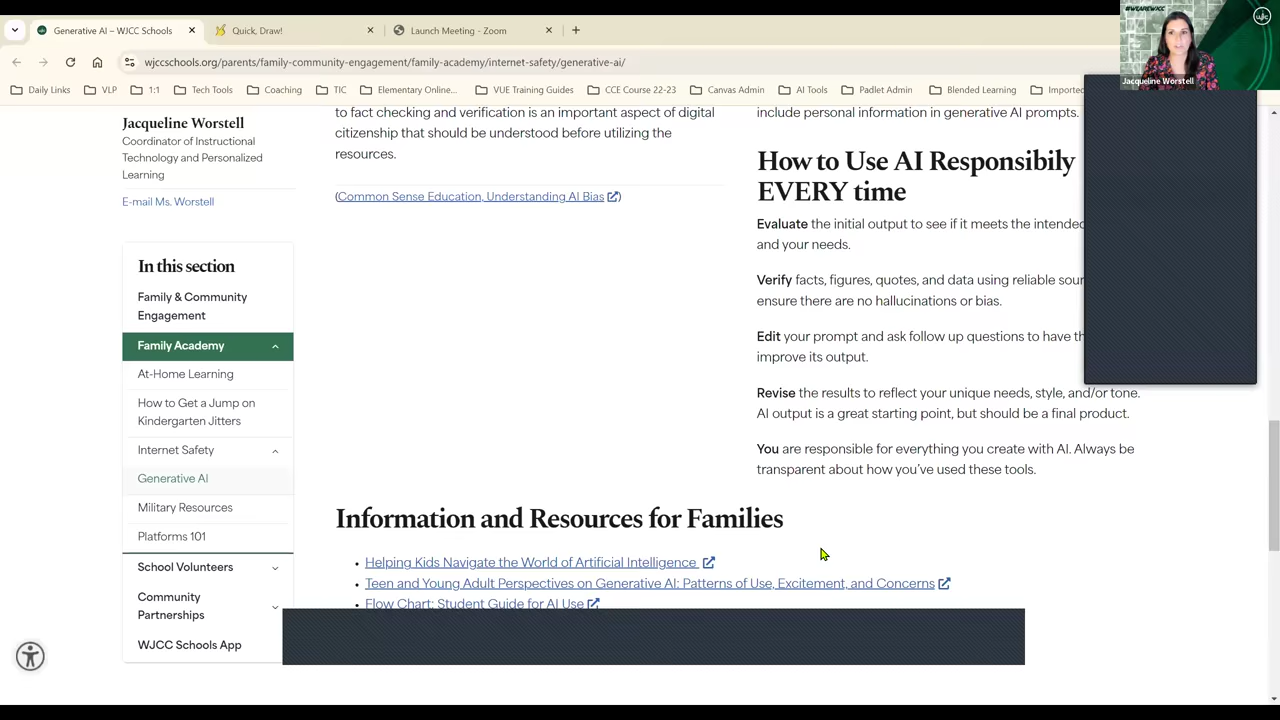 Generative AI – WJCC Schools
Quick, Draw!
Launch Meeting - Zoom
#WEAREWJCC
wjcc
Jacqueline Worstell
wjccschools.org/parents/family-community-engagement/family-academy/internet-safety/generative-ai/
Daily Links
VLP
1:1
Tech Tools
Coaching
TIC
Elementary Online...
VUE Training Guides
CCE Course 22-23
Canvas Admin
AI Tools
Padlet Admin
Blended Learning
Imported
Jacqueline Worstell
Coordinator of Instructional
Technology and Personalized
Learning
E-mail Ms. Worstell
In this section
Family & Community
Engagement
Family Academy
At-Home Learning
How to Get a Jump on
Kindergarten Jitters
Internet Safety
Generative AI
Military Resources
Platforms 101
School Volunteers
Community
Partnerships
WJCC Schools App
to fact checking and verification is an important aspect of digital
citizenship that should be understood before utilizing the
resources.
(Common Sense Education, Understanding AI Bias)
include personal information in generative AI prompts.
How to Use AI Responsibily
EVERY time
Evaluate the initial output to see if it meets the intended
and your needs.
Verify facts, figures, quotes, and data using reliable
ensure there are no hallucinations or bias.
Edit your prompt and ask follow up questions to have
improve its output.
Revise the results to reflect your unique needs, style, and/or tone.
AI output is a great starting point, but should be a final product.
You are responsible for everything you create with AI. Always be
transparent about how you've used these tools.
Information and Resources for Families
• Helping Kids Navigate the World of Artificial Intelligence
• Teen and Young Adult Perspectives on Generative AI: Patterns of Use, Excitement, and Concerns
• Flow Chart: Student Guide for AI Use